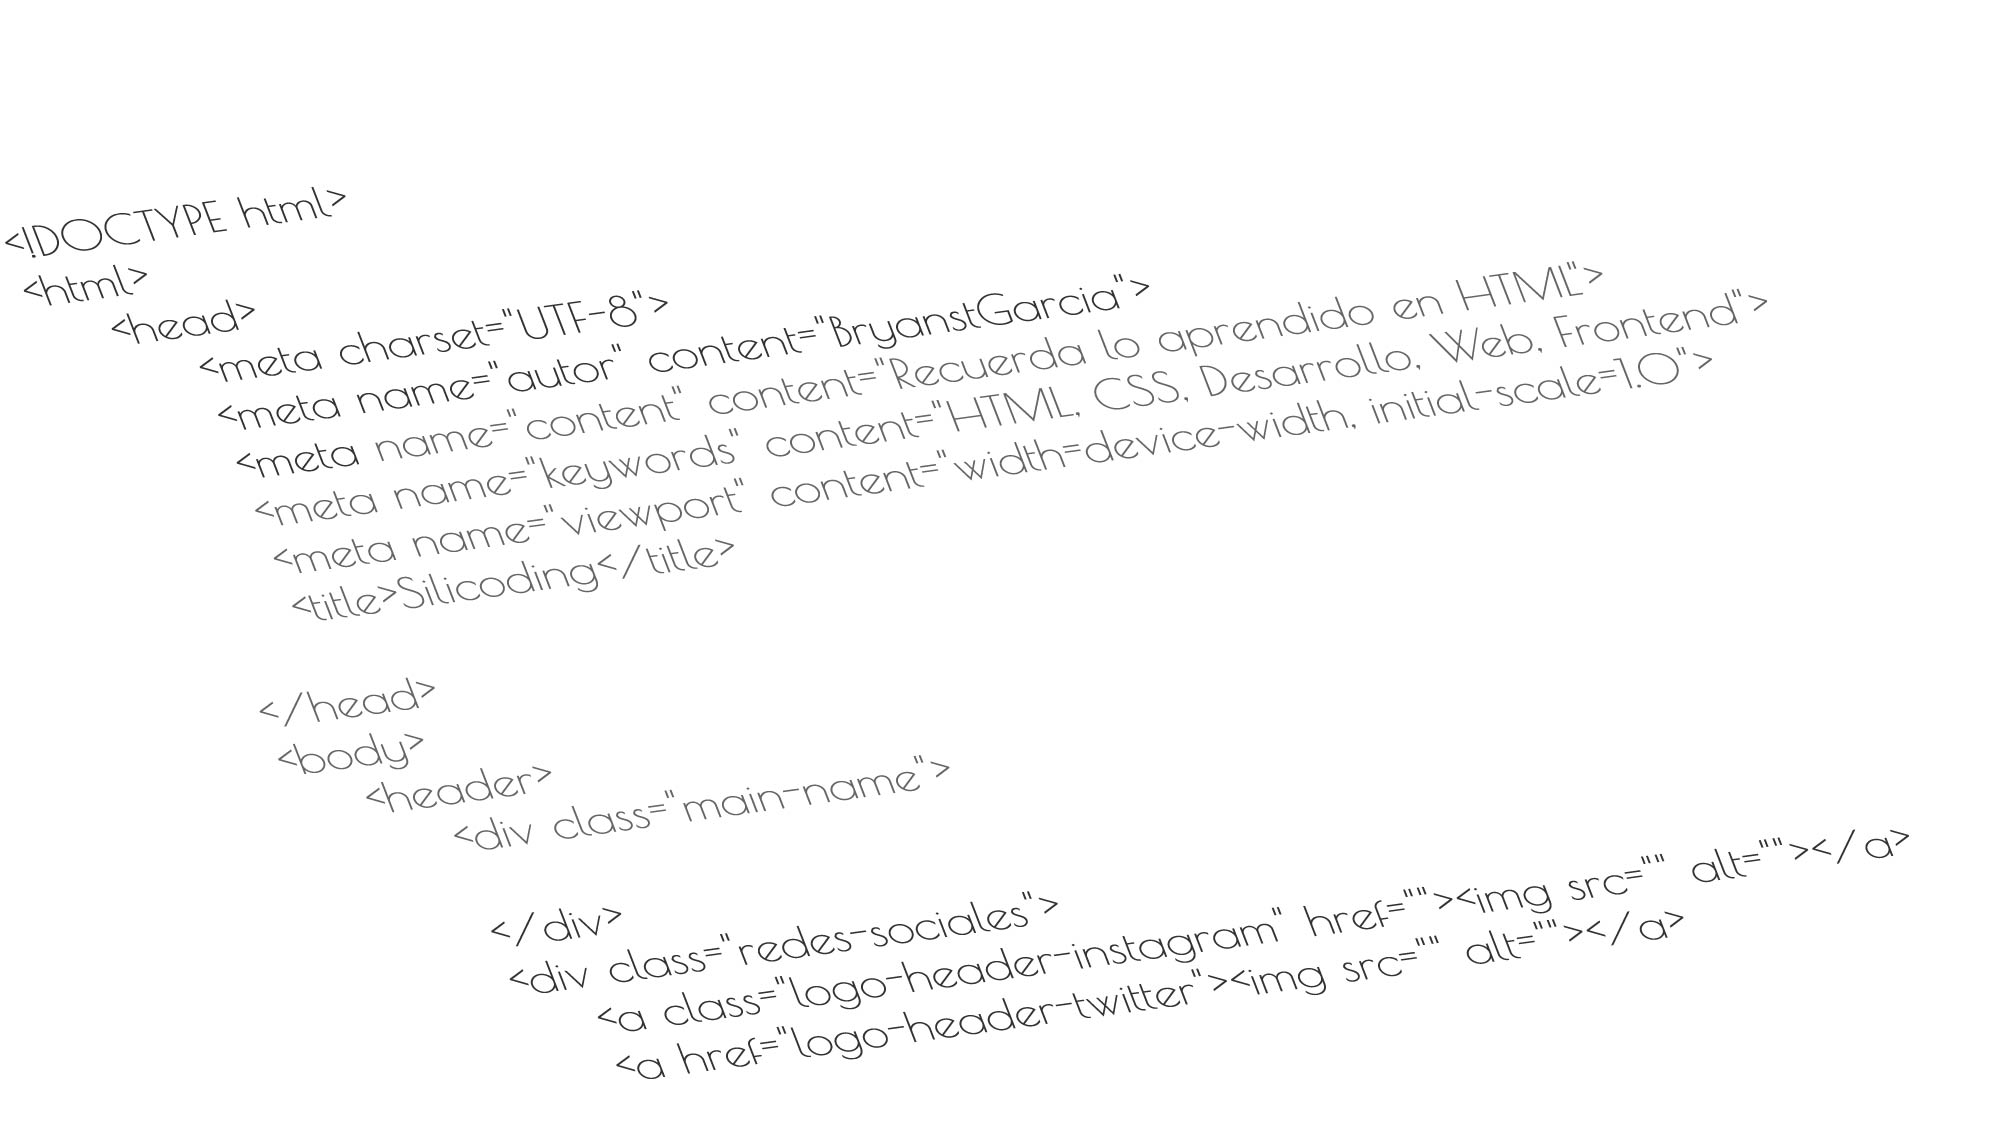 <!DOCTYPE html>
<html>
<head>
<meta charset="UTF-8">
<meta name="autor" content="BryanstGarcia">
<meta name="content" content="Recuerda lo aprendido en HTML">
<meta name="keywords" content="HTML, CSS, Desarrollo, Web, Frontend">
<meta name="viewport" content="width=device-width, initial-scale=1.0">
<title>Silicoding</title>
</head>
<body>
<header>
<div class="main-name">
</div>
<div class="redes-sociales">
<a class="logo-header-instagram" href=""><img src="" alt=""></a>
<a href="logo-header-twitter"><img src="" alt=""></a>